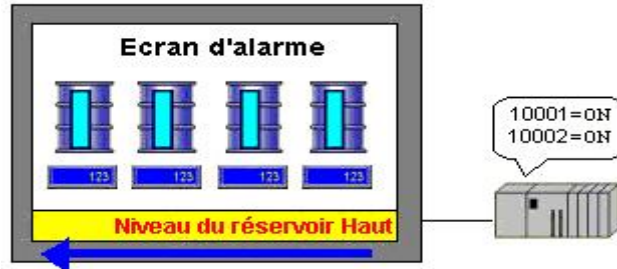 Ecran d'alarme
123 123 123 123
Niveau du réservoir Haut
10001=ON
10002=ON